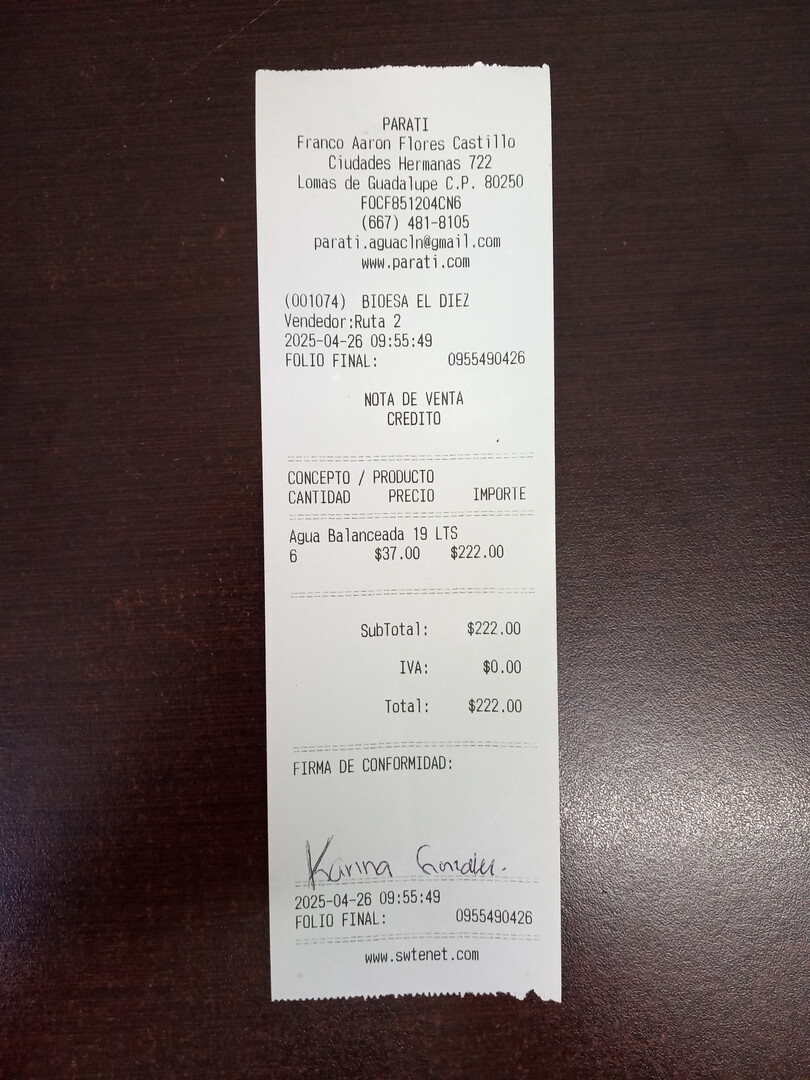 PARATI
Franco Aaron Flores Castillo
Ciudades Hermanas 722
Lomas de Guadalupe C.P. 80250
FOCF851204CN6
(667) 481-8105
parati.aguacln@gmail.com
www.parati.com
(001074) BIOESA EL DIEZ
Vendedor:Ruta 2
2025-04-26 09:55:49
FOLIO FINAL: 0955490426
NOTA DE VENTA
CREDITO
CONCEPTO / PRODUCTO
CANTIDAD PRECIO IMPORTE
Agua Balanceada 19 LTS
6 $37.00 $222.00
SubTotal: $222.00
IVA: $0.00
Total: $222.00
FIRMA DE CONFORMIDAD:
Karina Gonzalez.
2025-04-26 09:55:49
FOLIO FINAL: 0955490426
www.swtenet.com